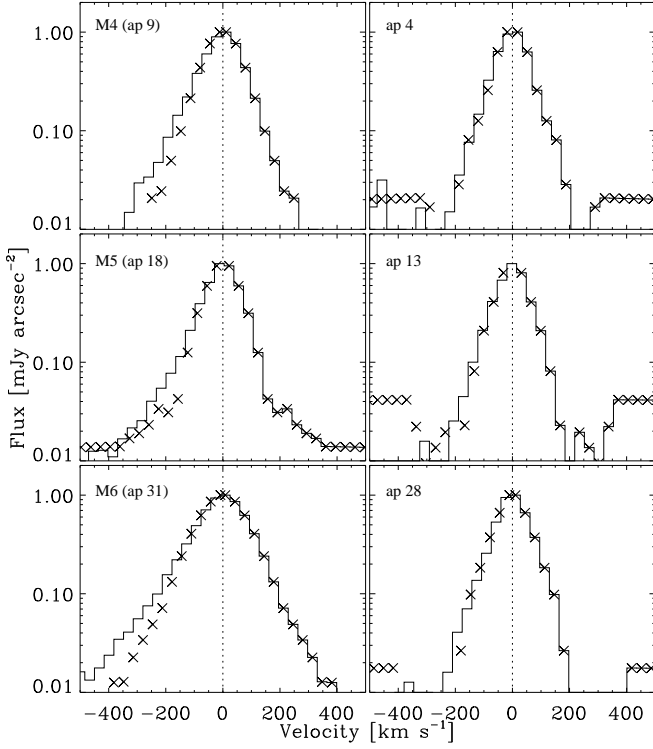 M4 (ap 9)
ap 4
1.00
0.10
0.01
M5 (ap 18)
ap 13
1.00
0.10
0.01
M6 (ap 31)
ap 28
1.00
0.10
0.01
Flux [mJy arcsec⁻²]
−400 −200 0 200 400
−400 −200 0 200 400
Velocity [km s⁻¹]